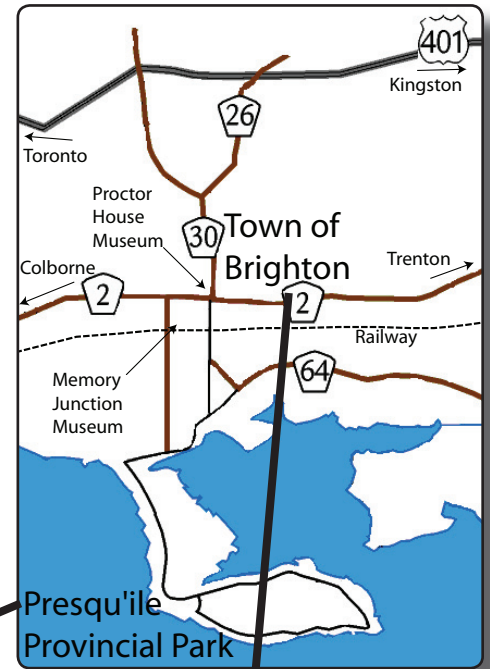 401
Kingston
26
Toronto
Proctor
House
Museum
30
Town of
Brighton
Colborne
Trenton
2
2
Railway
Memory
Junction
Museum
64
Presqu'ile
Provincial Park